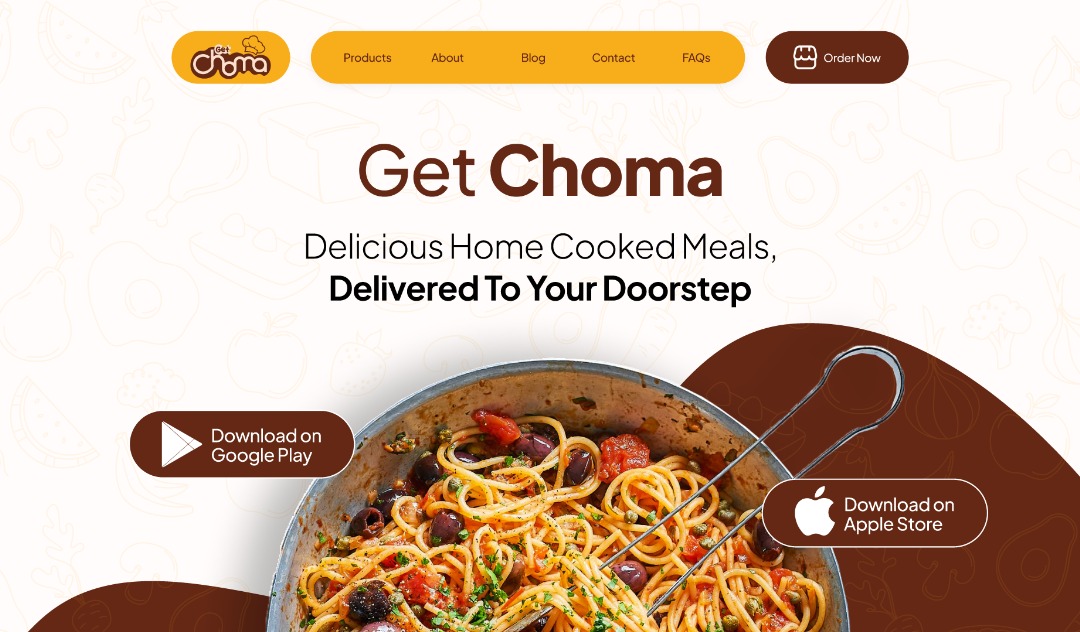 Get
choma
Products
About
Blog
Contact
FAQs
Order Now
Get Choma
Delicious Home Cooked Meals,
Delivered To Your Doorstep
Download on
Google Play
Download on
Apple Store